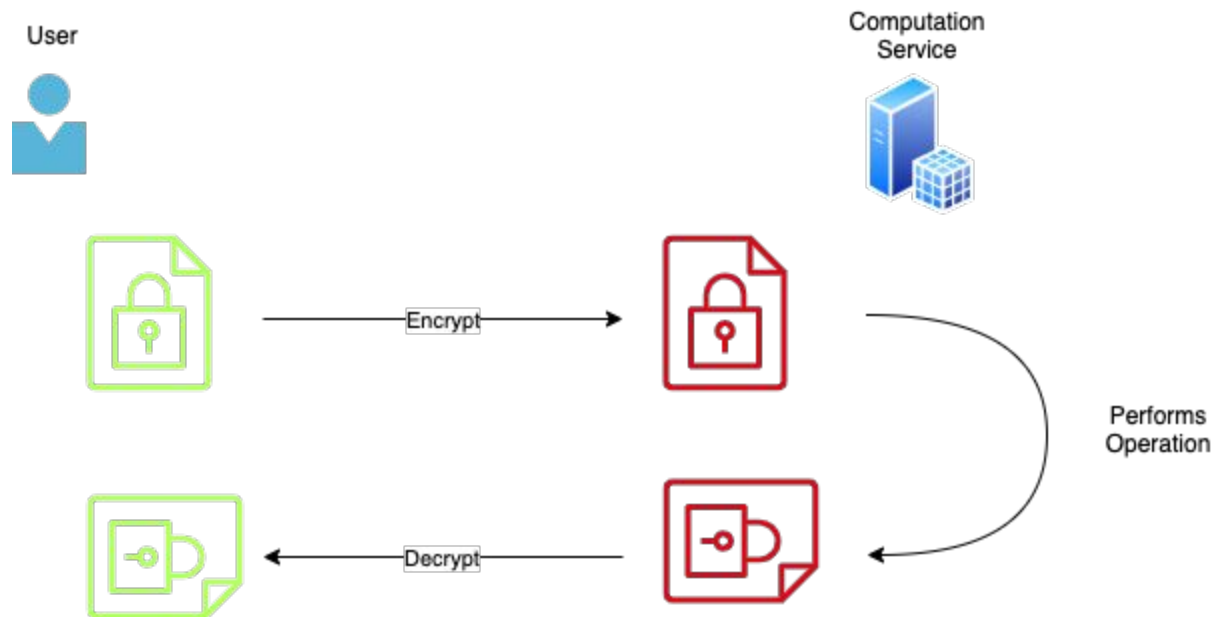 User
Computation
Service
Encrypt
Performs
Operation
Decrypt